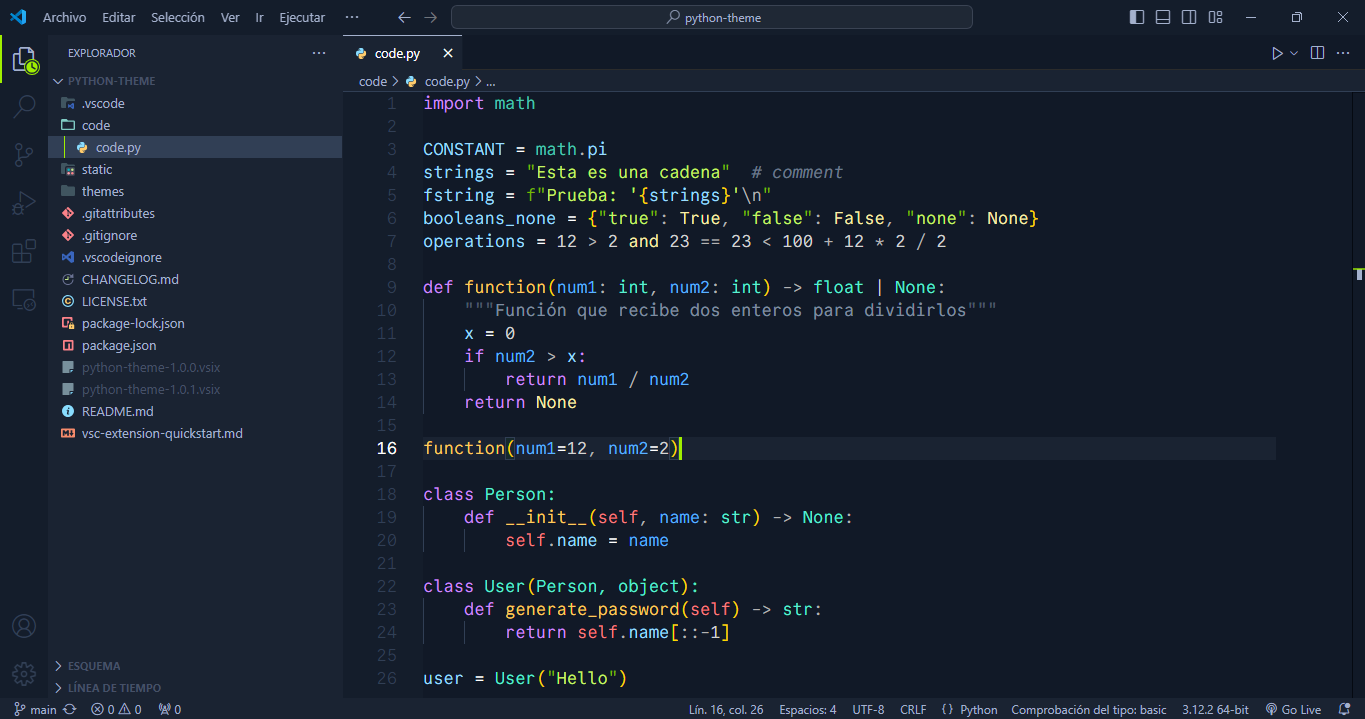 Archivo Editar Selección Ver Ir Ejecutar ··· python-theme
EXPLORADOR ···
PYTHON-THEME
.vscode
code
code.py
static
themes
.gitattributes
.gitignore
.vscodeignore
CHANGELOG.md
LICENSE.txt
package-lock.json
package.json
python-theme-1.0.0.vsix
python-theme-1.0.1.vsix
README.md
vsc-extension-quickstart.md
ESQUEMA
LÍNEA DE TIEMPO
code.py
code > code.py > ...
1 import math
2
3 CONSTANT = math.pi
4 strings = "Esta es una cadena"  # comment
5 fstring = f"Prueba: '{strings}'\n"
6 booleans_none = {"true": True, "false": False, "none": None}
7 operations = 12 > 2 and 23 == 23 < 100 + 12 * 2 / 2
8
9 def function(num1: int, num2: int) -> float | None:
10     """Función que recibe dos enteros para dividirlos"""
11     x = 0
12     if num2 > x:
13         return num1 / num2
14     return None
15
16 function(num1=12, num2=2)
17
18 class Person:
19     def __init__(self, name: str) -> None:
20         self.name = name
21
22 class User(Person, object):
23     def generate_password(self) -> str:
24         return self.name[::-1]
25
26 user = User("Hello")
main 0 0 0 Lín. 16, col. 26 Espacios: 4 UTF-8 CRLF {} Python Comprobación del tipo: basic 3.12.2 64-bit Go Live